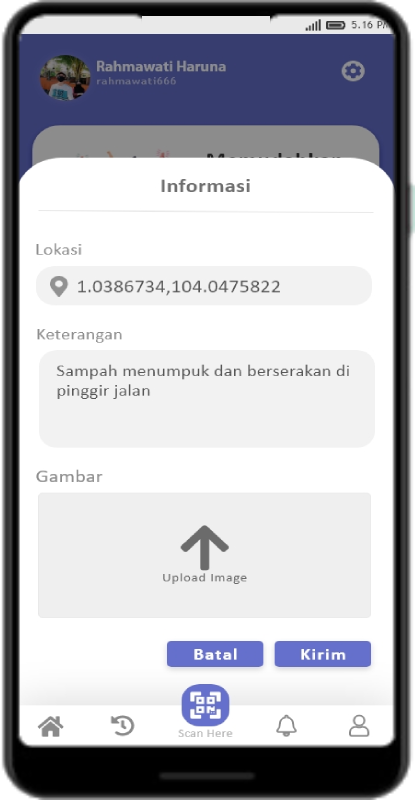 5.16 PM
Rahmawati Haruna
rahmawati666
Memudahkan
Informasi
Lokasi
1.0386734,104.0475822
Keterangan
Sampah menumpuk dan berserakan di
pinggir jalan
Gambar
Upload Image
Batal
Kirim
Scan Here